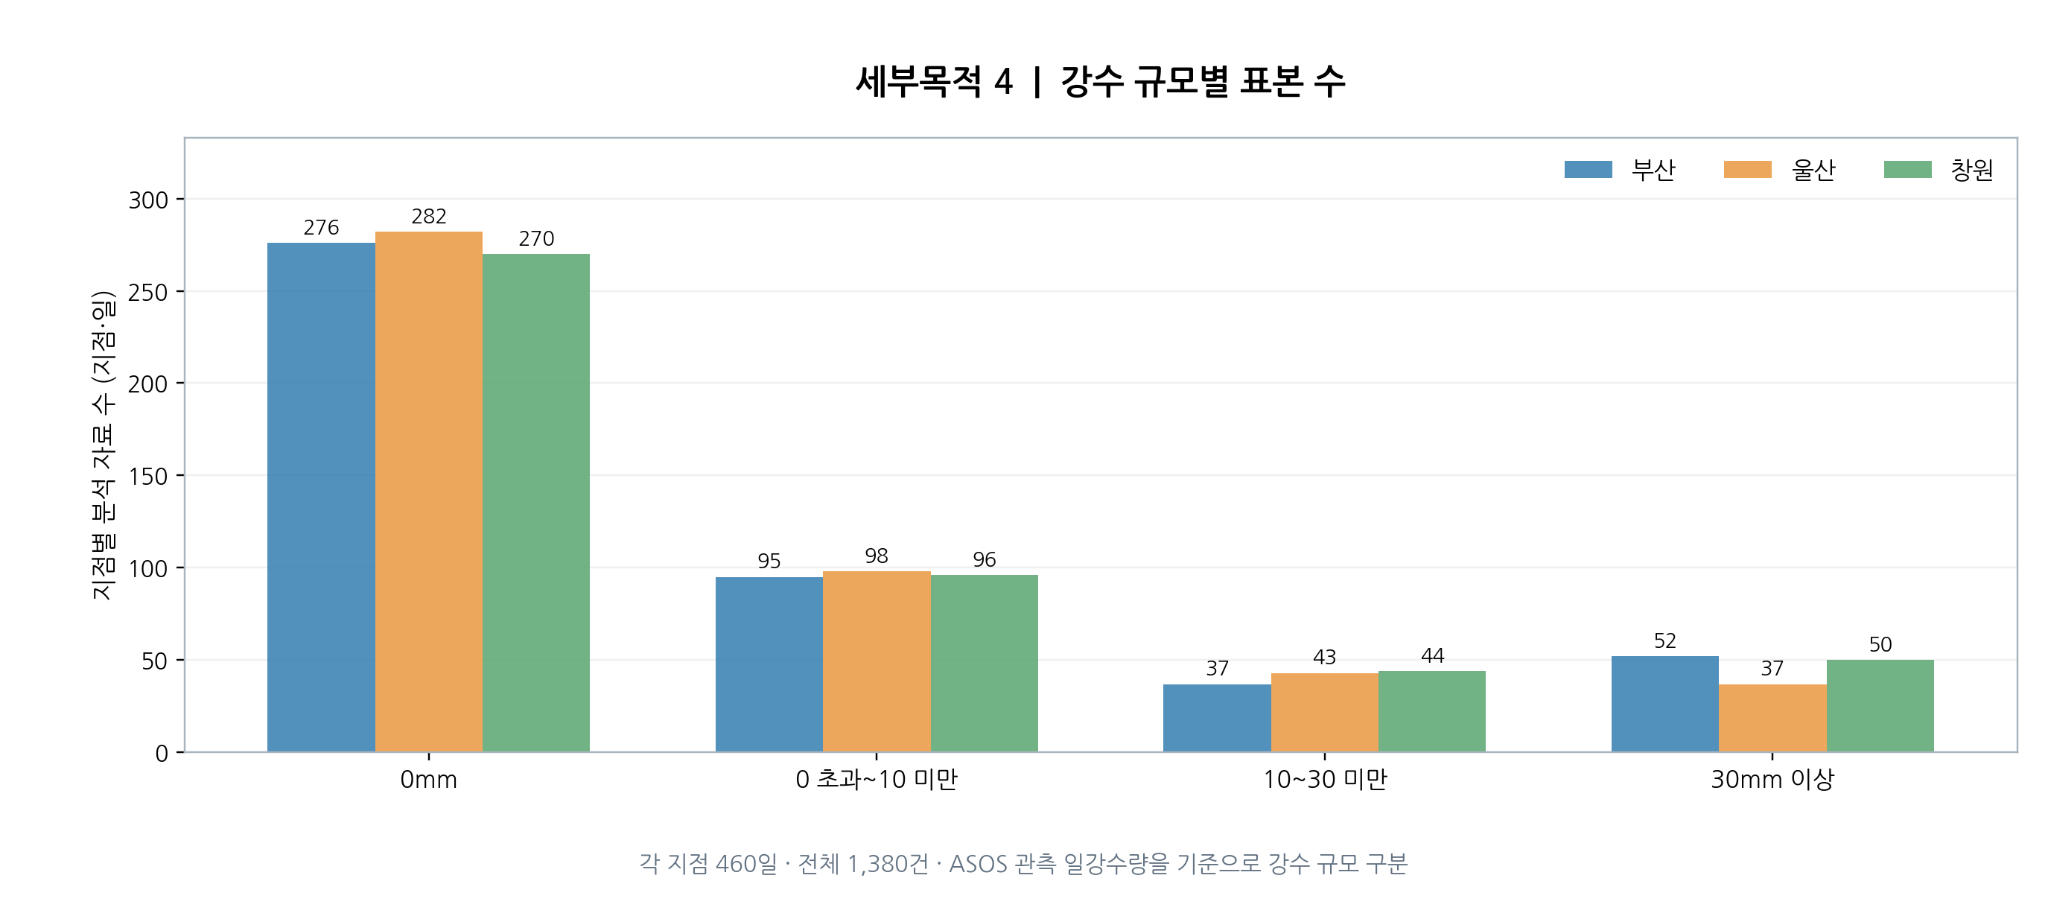 세부목적 4 | 강수 규모별 표본 수
부산 울산 창원
지점별 분석 자료 수 (지점·일)
300
250
200
150
100
50
0
276 282 270
95 98 96
37 43 44
52 37 50
0mm 0 초과~10 미만 10~30 미만 30mm 이상
각 지점 460일 · 전체 1,380건 · ASOS 관측 일강수량을 기준으로 강수 규모 구분